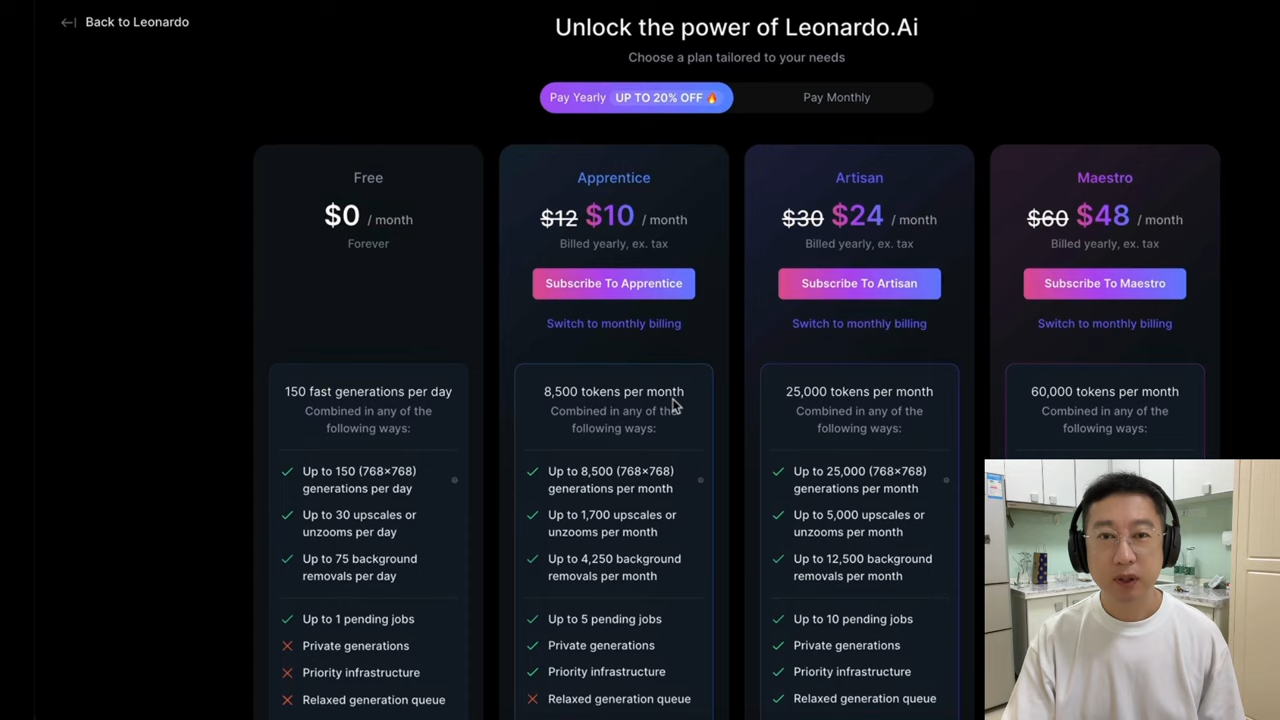 Back to Leonardo
Unlock the power of Leonardo.Ai
Choose a plan tailored to your needs
Pay Yearly UP TO 20% OFF 🔥
Pay Monthly
Free
$0 / month
Forever
150 fast generations per day
Combined in any of the
following ways:
Up to 150 (768×768)
generations per day
Up to 30 upscales or
unzooms per day
Up to 75 background
removals per day
Up to 1 pending jobs
Private generations
Priority infrastructure
Relaxed generation queue
Apprentice
$12 $10 / month
Billed yearly, ex. tax
Subscribe To Apprentice
Switch to monthly billing
8,500 tokens per month
Combined in any of the
following ways:
Up to 8,500 (768×768)
generations per month
Up to 1,700 upscales or
unzooms per month
Up to 4,250 background
removals per month
Up to 5 pending jobs
Private generations
Priority infrastructure
Relaxed generation queue
Artisan
$30 $24 / month
Billed yearly, ex. tax
Subscribe To Artisan
Switch to monthly billing
25,000 tokens per month
Combined in any of the
following ways:
Up to 25,000 (768×768)
generations per month
Up to 5,000 upscales or
unzooms per month
Up to 12,500 background
removals per month
Up to 10 pending jobs
Private generations
Priority infrastructure
Relaxed generation queue
Maestro
$60 $48 / month
Billed yearly, ex. tax
Subscribe To Maestro
Switch to monthly billing
60,000 tokens per month
Combined in any of the
following ways: